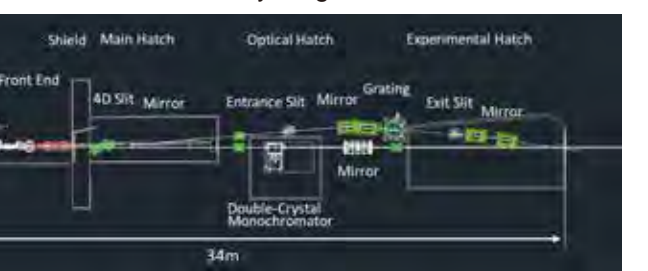 Shield Main Hatch Optical Hatch Experimental Hatch
Front End
4D Slit Mirror Entrance Slit Mirror Grating Exit Slit Mirror
Mirror
Double-Crystal
Monochromator
34m